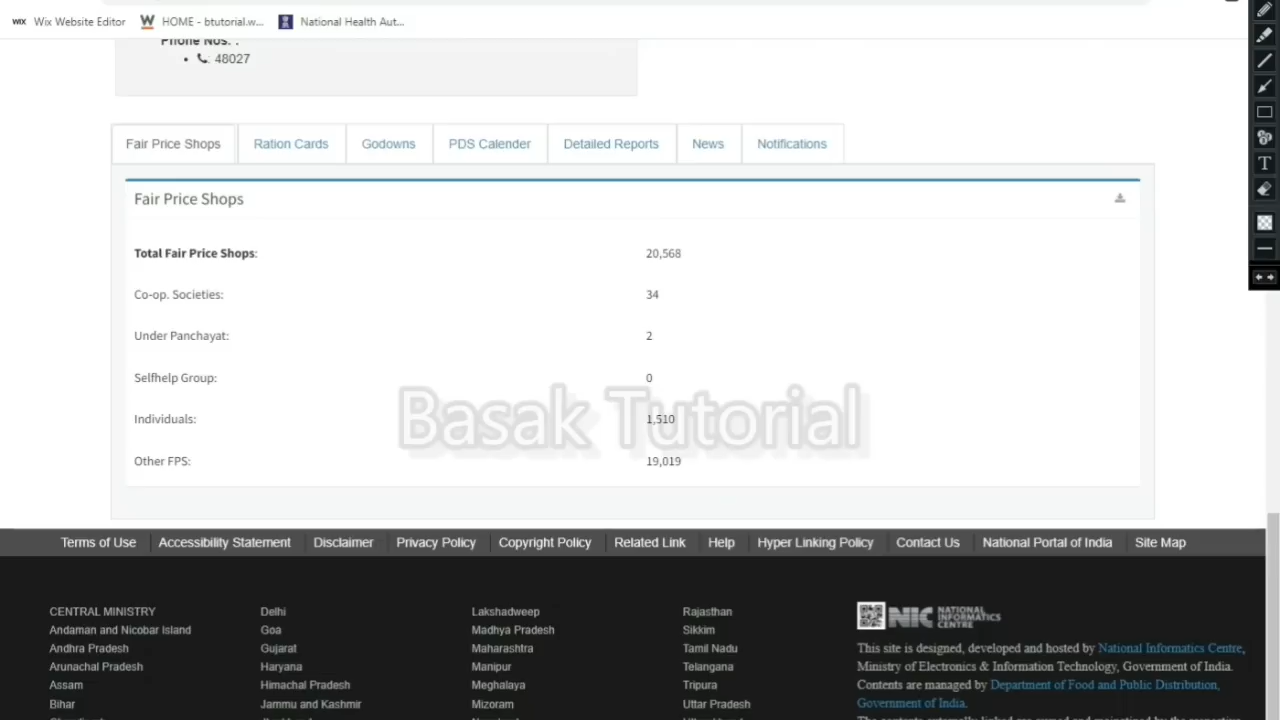 WIX Wix Website Editor W HOME - btutorial.w... National Health Aut...
Phone Nos. :
• 48027
Fair Price Shops Ration Cards Godowns PDS Calender Detailed Reports News Notifications
Fair Price Shops
Total Fair Price Shops: 20,568
Co-op. Societies: 34
Under Panchayat: 2
Selfhelp Group: 0
Individuals: 1,510
Basak Tutorial
Other FPS: 19,019
Terms of Use Accessibility Statement Disclaimer Privacy Policy Copyright Policy Related Link Help Hyper Linking Policy Contact Us National Portal of India Site Map
CENTRAL MINISTRY Delhi Lakshadweep Rajasthan NIC NATIONAL INFORMATICS CENTRE
Andaman and Nicobar Island Goa Madhya Pradesh Sikkim
Andhra Pradesh Gujarat Maharashtra Tamil Nadu This site is designed, developed and hosted by National Informatics Centre,
Arunachal Pradesh Haryana Manipur Telangana Ministry of Electronics & Information Technology, Government of India.
Assam Himachal Pradesh Meghalaya Tripura Contents are managed by Department of Food and Public Distribution,
Bihar Jammu and Kashmir Mizoram Uttar Pradesh Government of India.